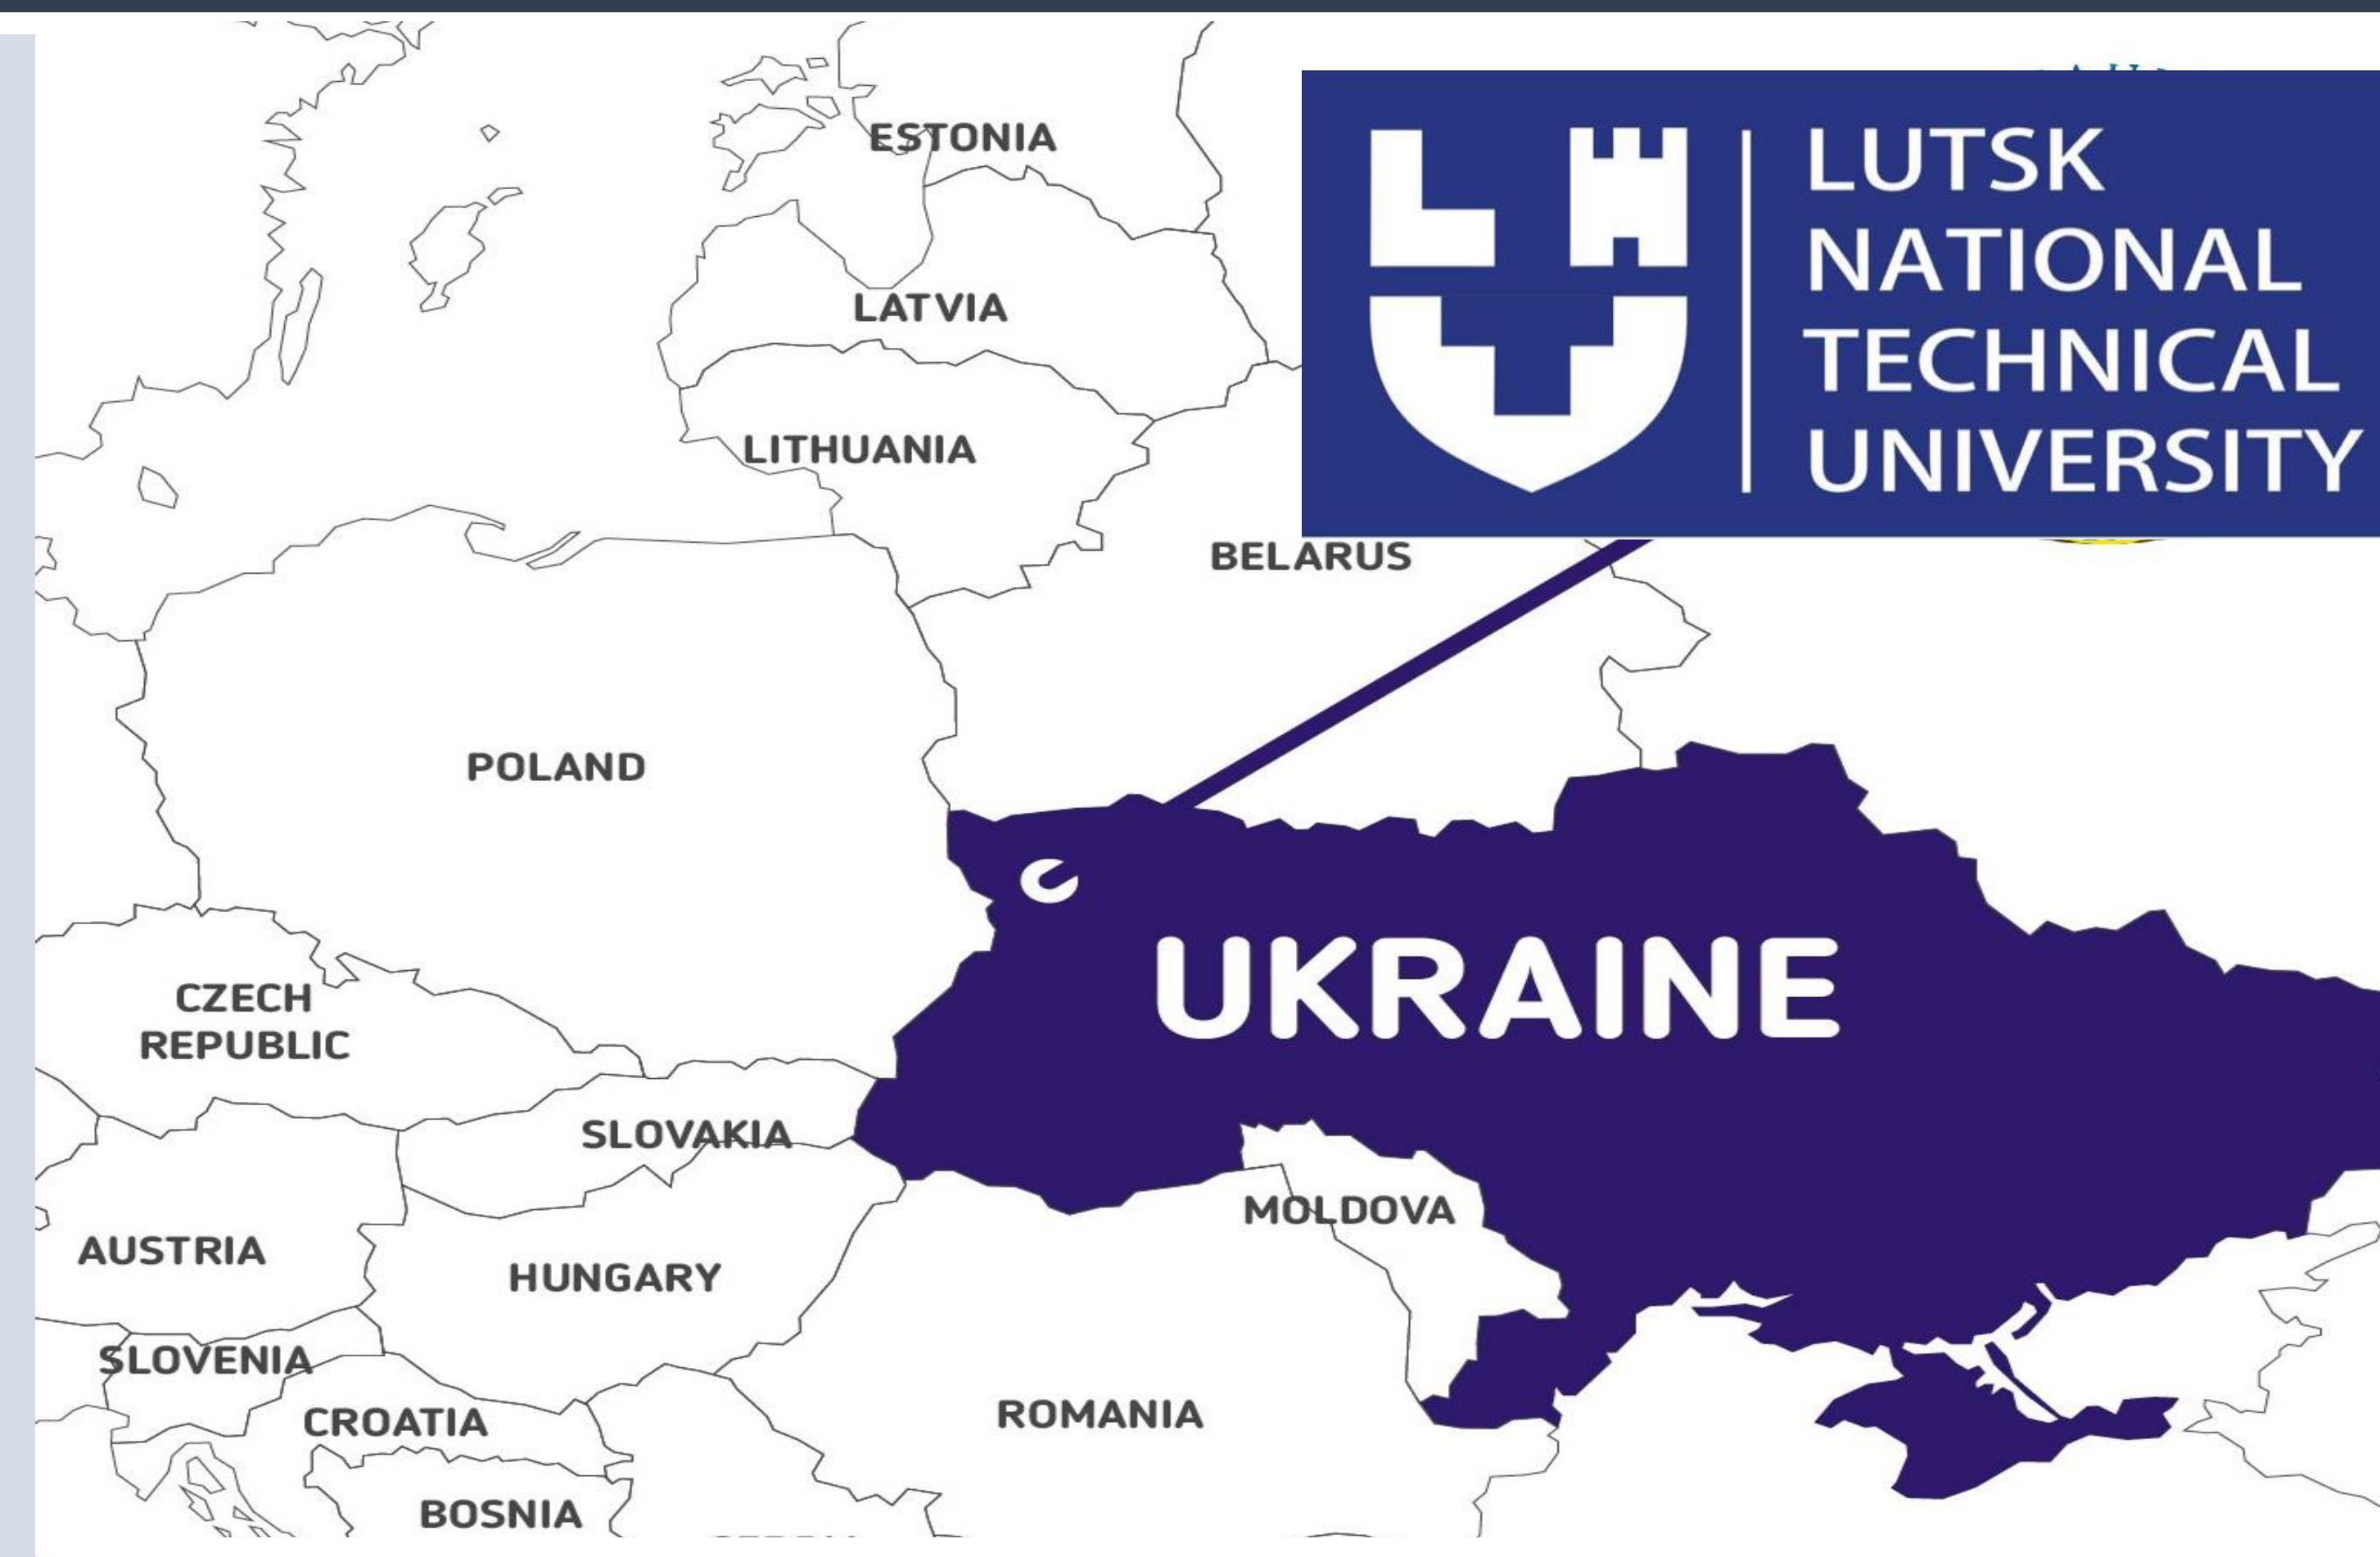 ESTONIA
LUTSK
NATIONAL
TECHNICAL
UNIVERSITY
LATVIA
LITHUANIA
BELARUS
POLAND
UKRAINE
CZECH
REPUBLIC
SLOVAKIA
MOLDOVA
AUSTRIA
HUNGARY
SLOVENIA
CROATIA
ROMANIA
BOSNIA